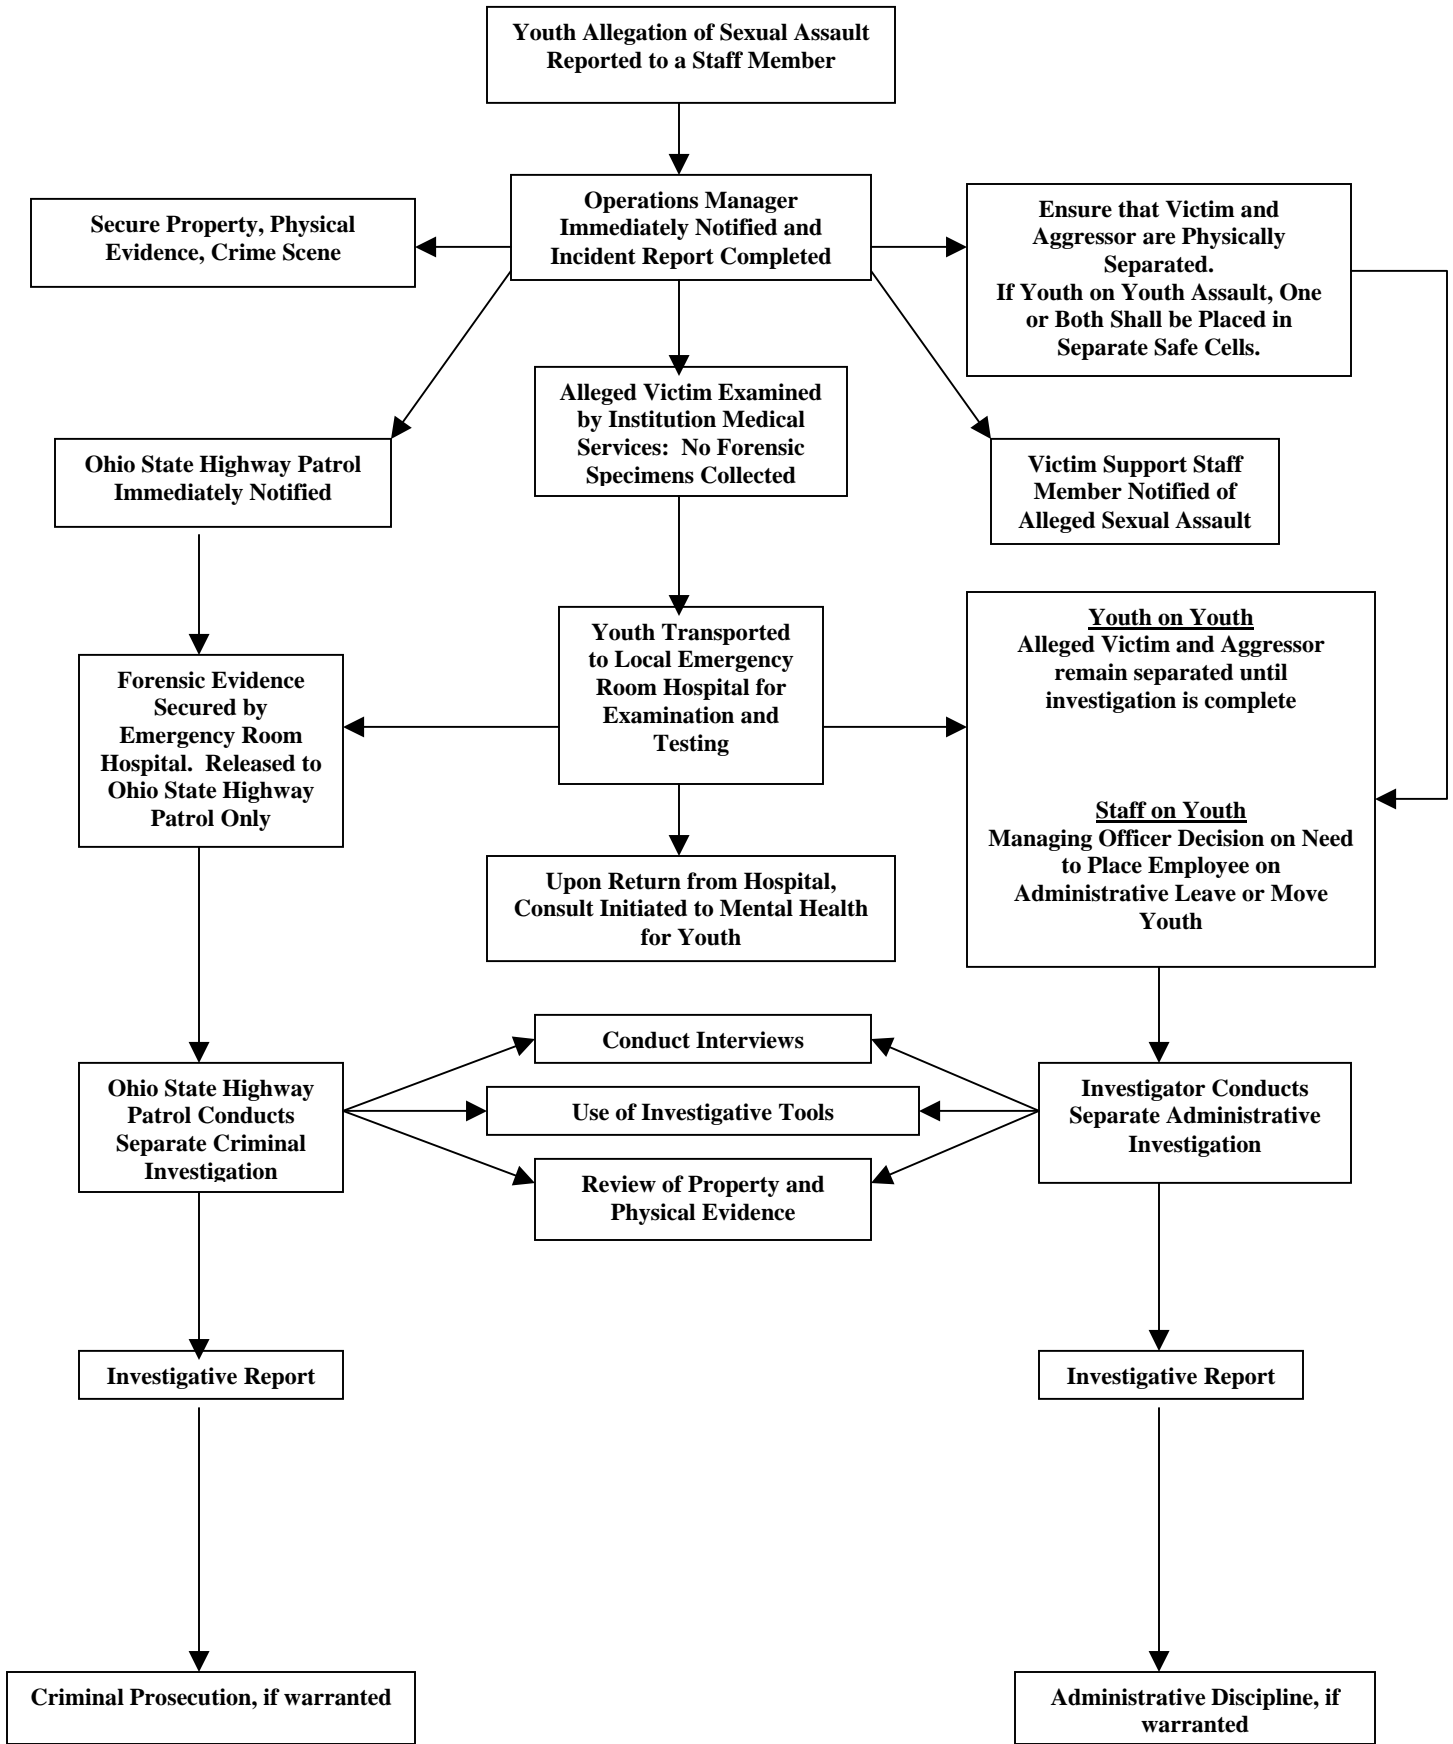 Youth Allegation of Sexual Assault
Reported to a Staff Member
Operations Manager
Immediately Notified and
Incident Report Completed
Secure Property, Physical
Evidence, Crime Scene
Ensure that Victim and
Aggressor are Physically
Separated.
If Youth on Youth Assault, One
or Both Shall be Placed in
Separate Safe Cells.
Alleged Victim Examined
by Institution Medical
Services:  No Forensic
Specimens Collected
Ohio State Highway Patrol
Immediately Notified
Victim Support Staff
Member Notified of
Alleged Sexual Assault
Youth Transported
to Local Emergency
Room Hospital for
Examination and
Testing
Youth on Youth
Alleged Victim and Aggressor
remain separated until
investigation is complete
Staff on Youth
Managing Officer Decision on Need
to Place Employee on
Administrative Leave or Move
Youth
Forensic Evidence
Secured by
Emergency Room
Hospital.  Released to
Ohio State Highway
Patrol Only
Upon Return from Hospital,
Consult Initiated to Mental Health
for Youth
Conduct Interviews
Ohio State Highway
Patrol Conducts
Separate Criminal
Investigation
Use of Investigative Tools
Investigator Conducts
Separate Administrative
Investigation
Review of Property and
Physical Evidence
Investigative Report
Investigative Report
Criminal Prosecution, if warranted
Administrative Discipline, if
warranted